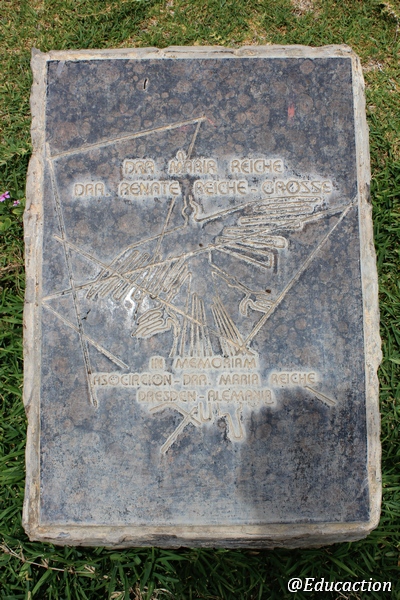 DRA. MARIA REICHE
DRA. RENATE REICHE-GROSSE
IN MEMORIAM
ASOCIACION-DRA. MARIA REICHE
DRESDEN-ALEMANIA
@Educaction